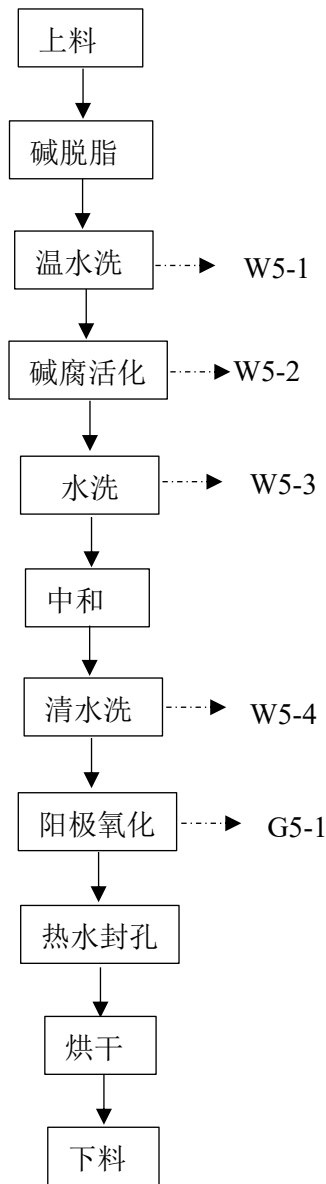 上料
碱脱脂
温水洗
W5-1
碱腐活化
W5-2
水洗
W5-3
中和
清水洗
W5-4
阳极氧化
G5-1
热水封孔
烘干
下料